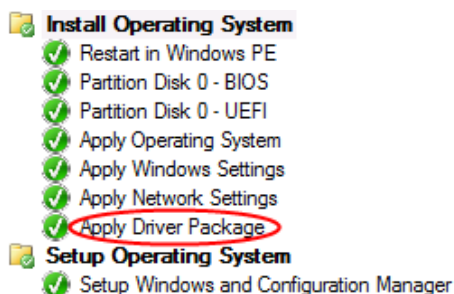 Install Operating System
Restart in Windows PE
Partition Disk 0 - BIOS
Partition Disk 0 - UEFI
Apply Operating System
Apply Windows Settings
Apply Network Settings
Apply Driver Package
Setup Operating System
Setup Windows and Configuration Manager